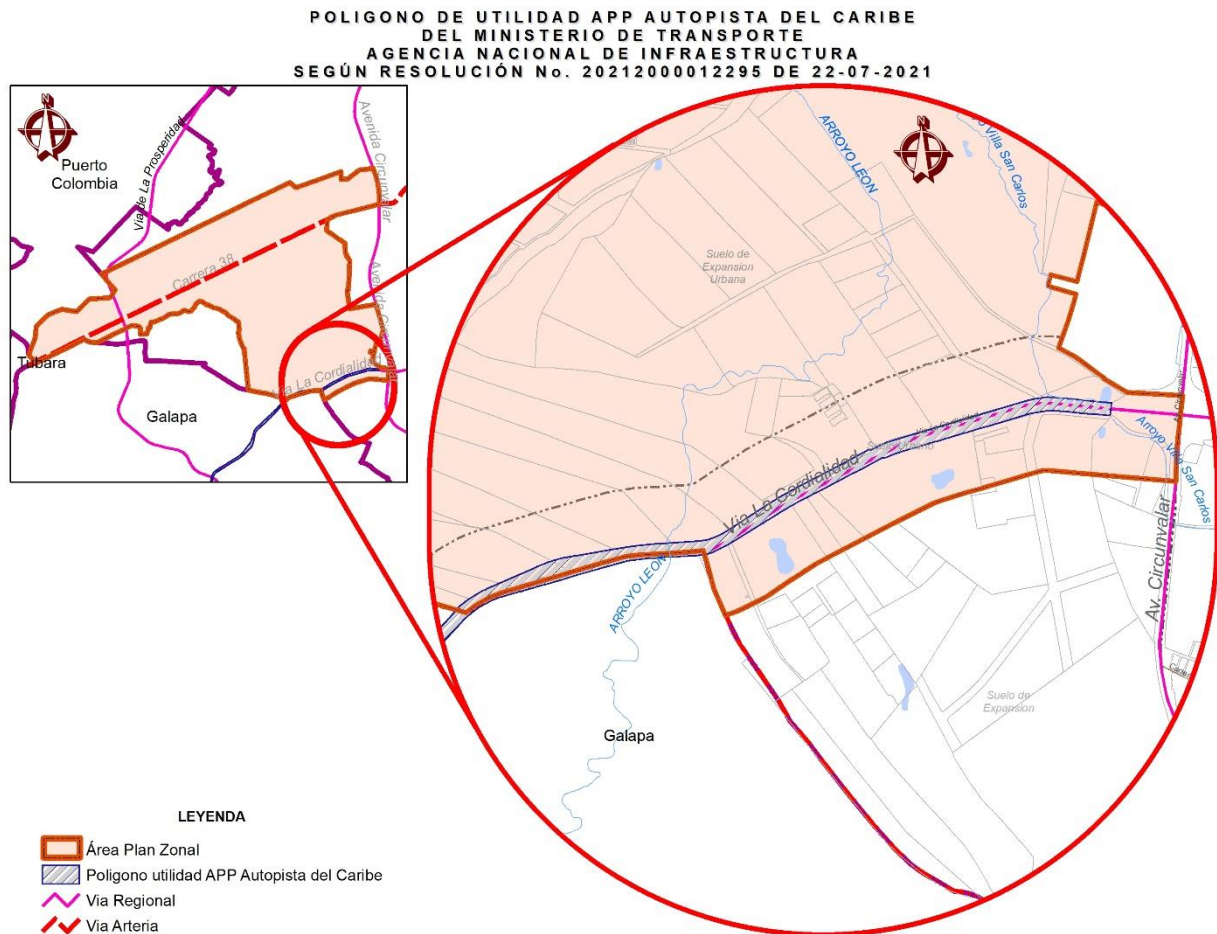 POLIGONO DE UTILIDAD APP AUTOPISTA DEL CARIBE
DEL MINISTERIO DE TRANSPORTE
AGENCIA NACIONAL DE INFRAESTRUCTURA
SEGÚN RESOLUCIÓN No. 20212000012295 DE 22-07-2021
N
Puerto
Colombia
Via de La Prosperidad
Avenida Circunvalar
Carrera 38
Avenida Circunvalar
Tubara
Via La Cordialidad
Galapa
N
ARROYO LEON
Villa San Carlos
Suelo de
Expansion
Urbana
Via La Cordialidad
Arroyo Villa San Carlos
ARROYO LEON
Av. Circunvalar
Suelo de
Expansion
Galapa
LEYENDA
Área Plan Zonal
Poligono utilidad APP Autopista del Caribe
Via Regional
Via Arteria